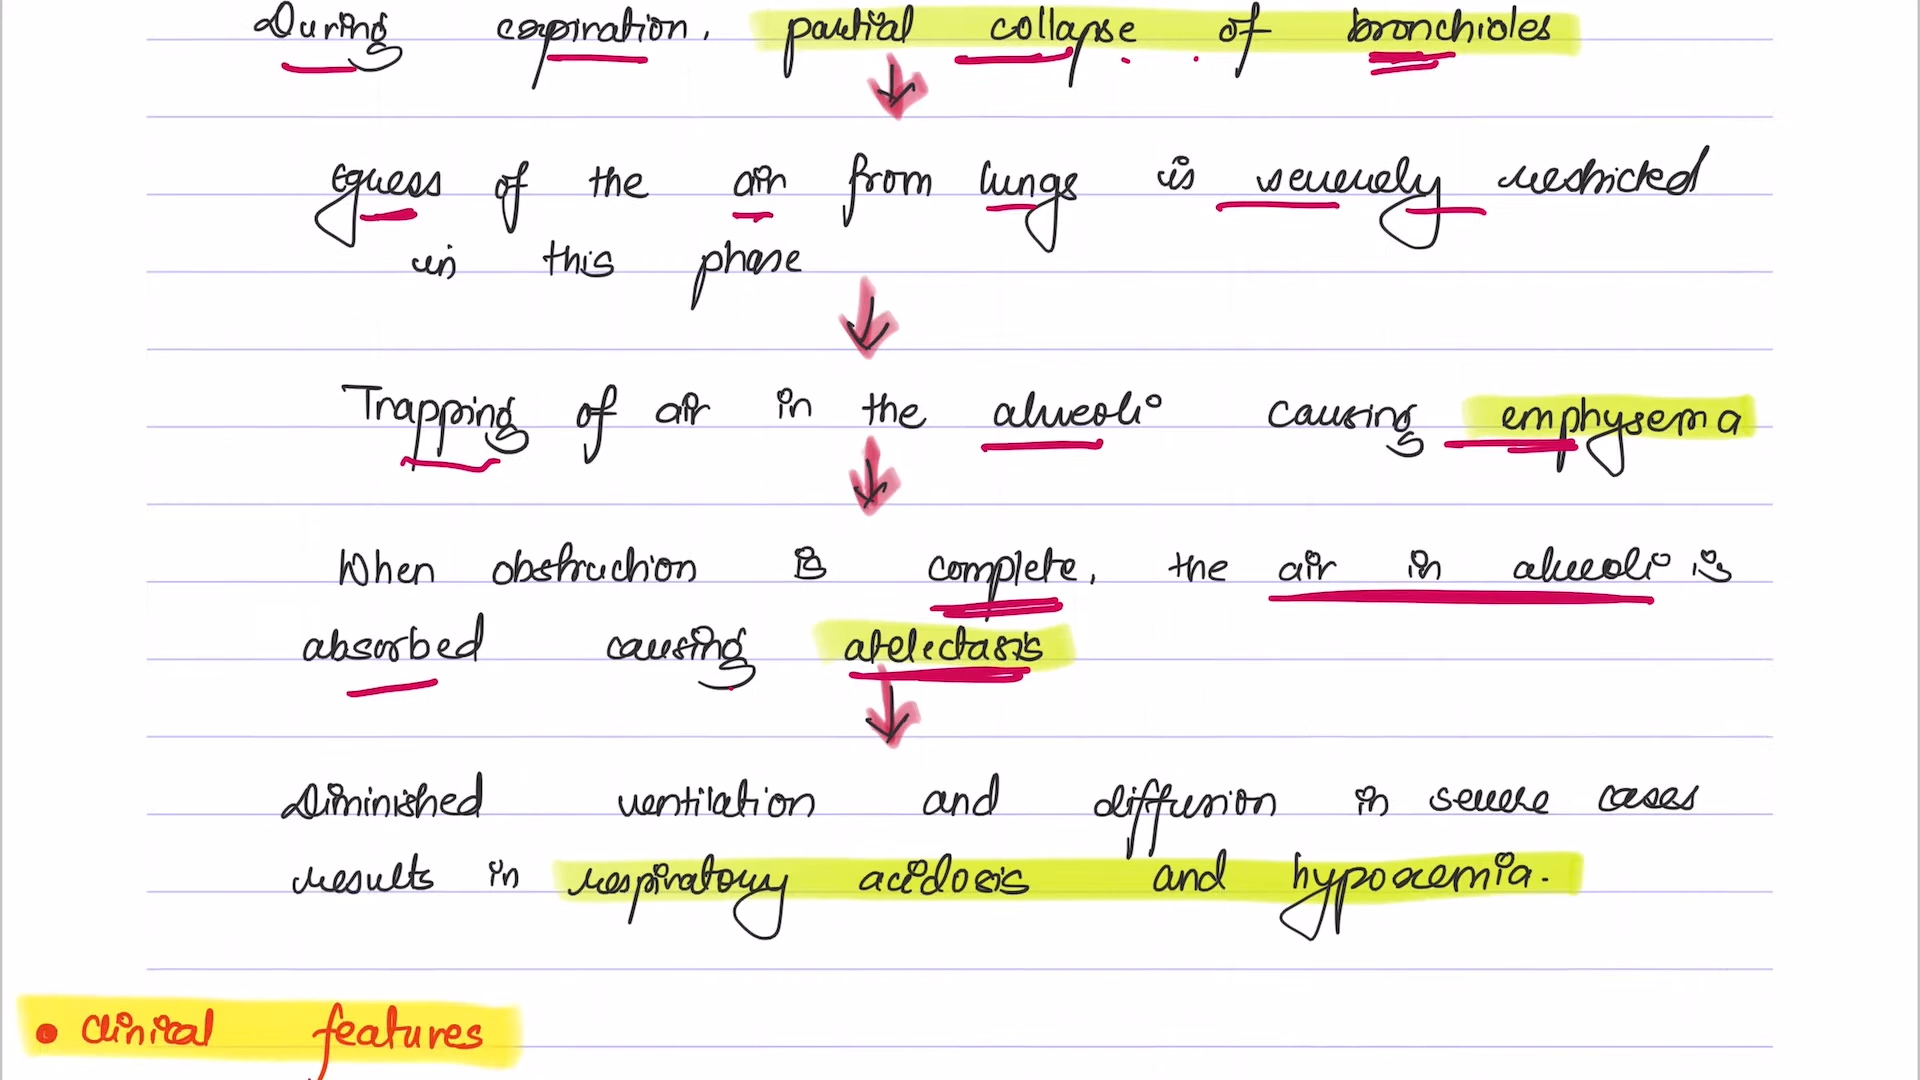 During expiration, partial collapse of bronchioles
Egress of the air from lungs is severely restricted
in this phase
Trapping of air in the alveoli causing emphysema
When obstruction is complete, the air in alveoli is
absorbed causing atelectasis
Diminished ventilation and diffusion in severe cases
results in respiratory acidosis and hypoxemia.
• Clinical features